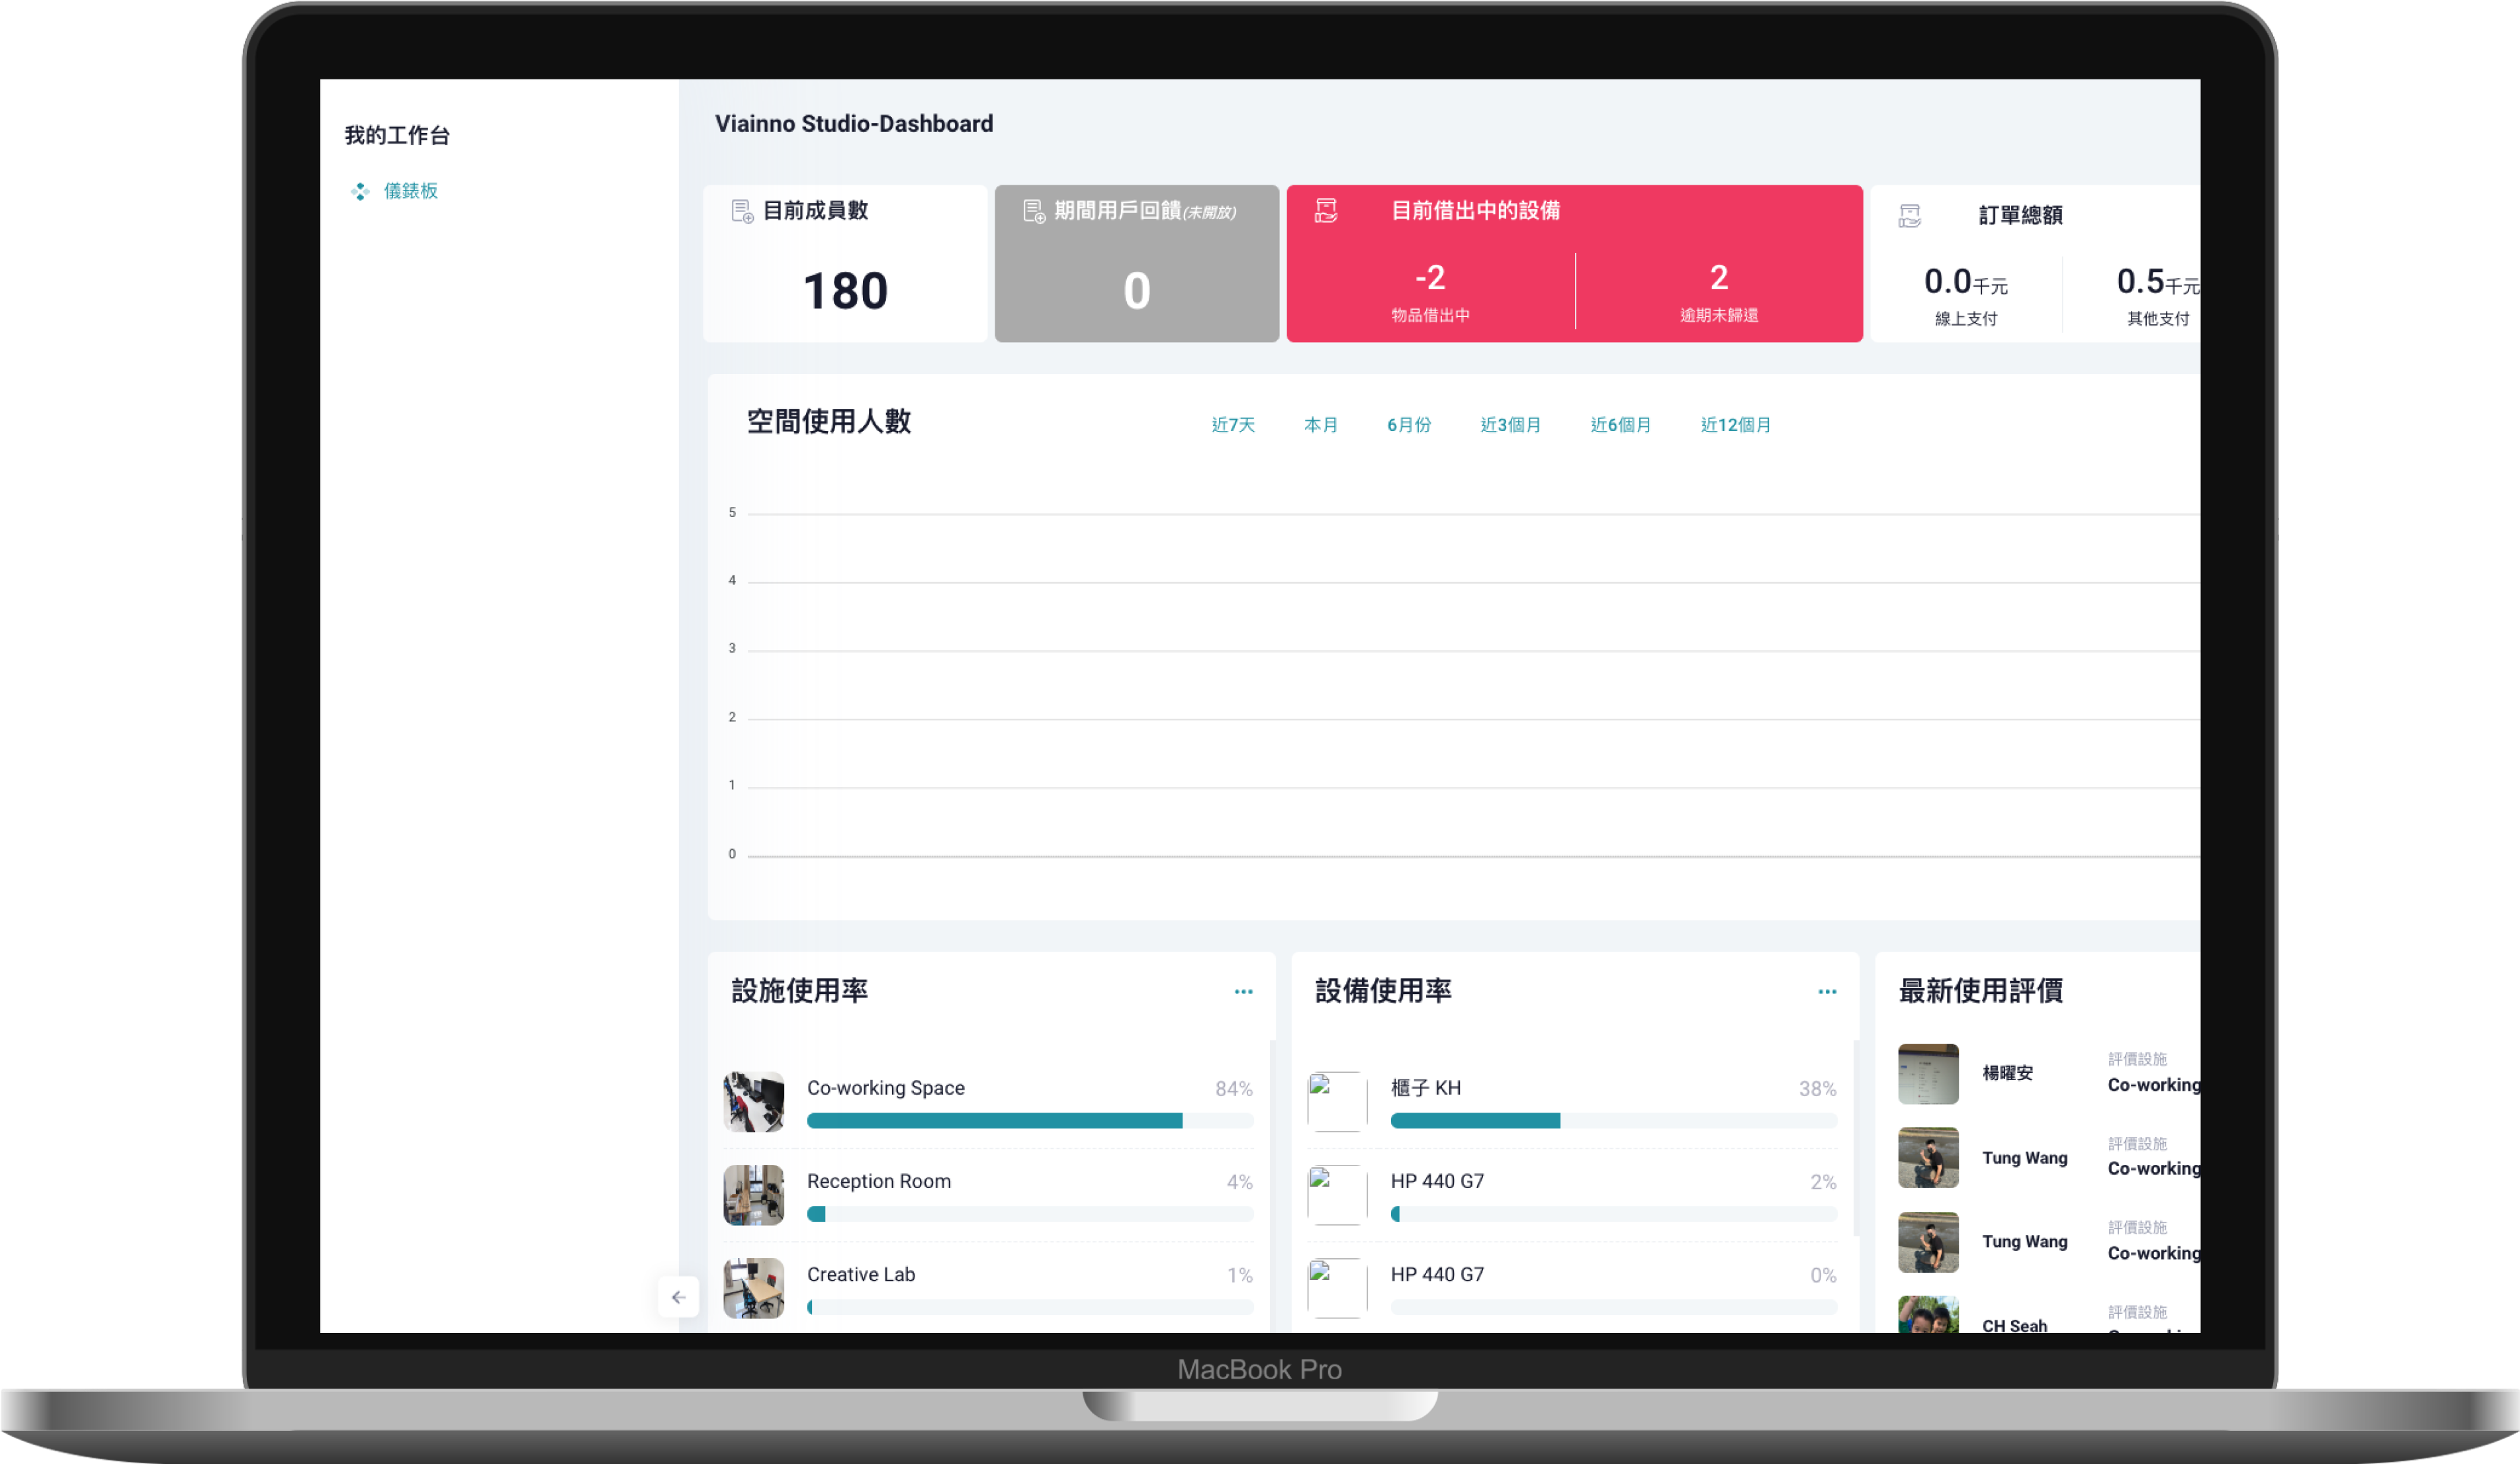 我的工作台
儀錶板
Viainno Studio-Dashboard
目前成員數
180
期間用戶回饋(未開放)
0
目前借出中的設備
-2
物品借出中
2
逾期未歸還
訂單總額
0.0千元
線上支付
0.5千元
其他支付
空間使用人數
近7天
本月
6月份
近3個月
近6個月
近12個月
5
4
3
2
1
0
設施使用率
Co-working Space
84%
Reception Room
4%
Creative Lab
1%
設備使用率
櫃子 KH
38%
HP 440 G7
2%
HP 440 G7
0%
最新使用評價
楊曜安
評價設施
Co-working
Tung Wang
評價設施
Co-working
Tung Wang
評價設施
Co-working
CH Seah
評價設施
MacBook Pro